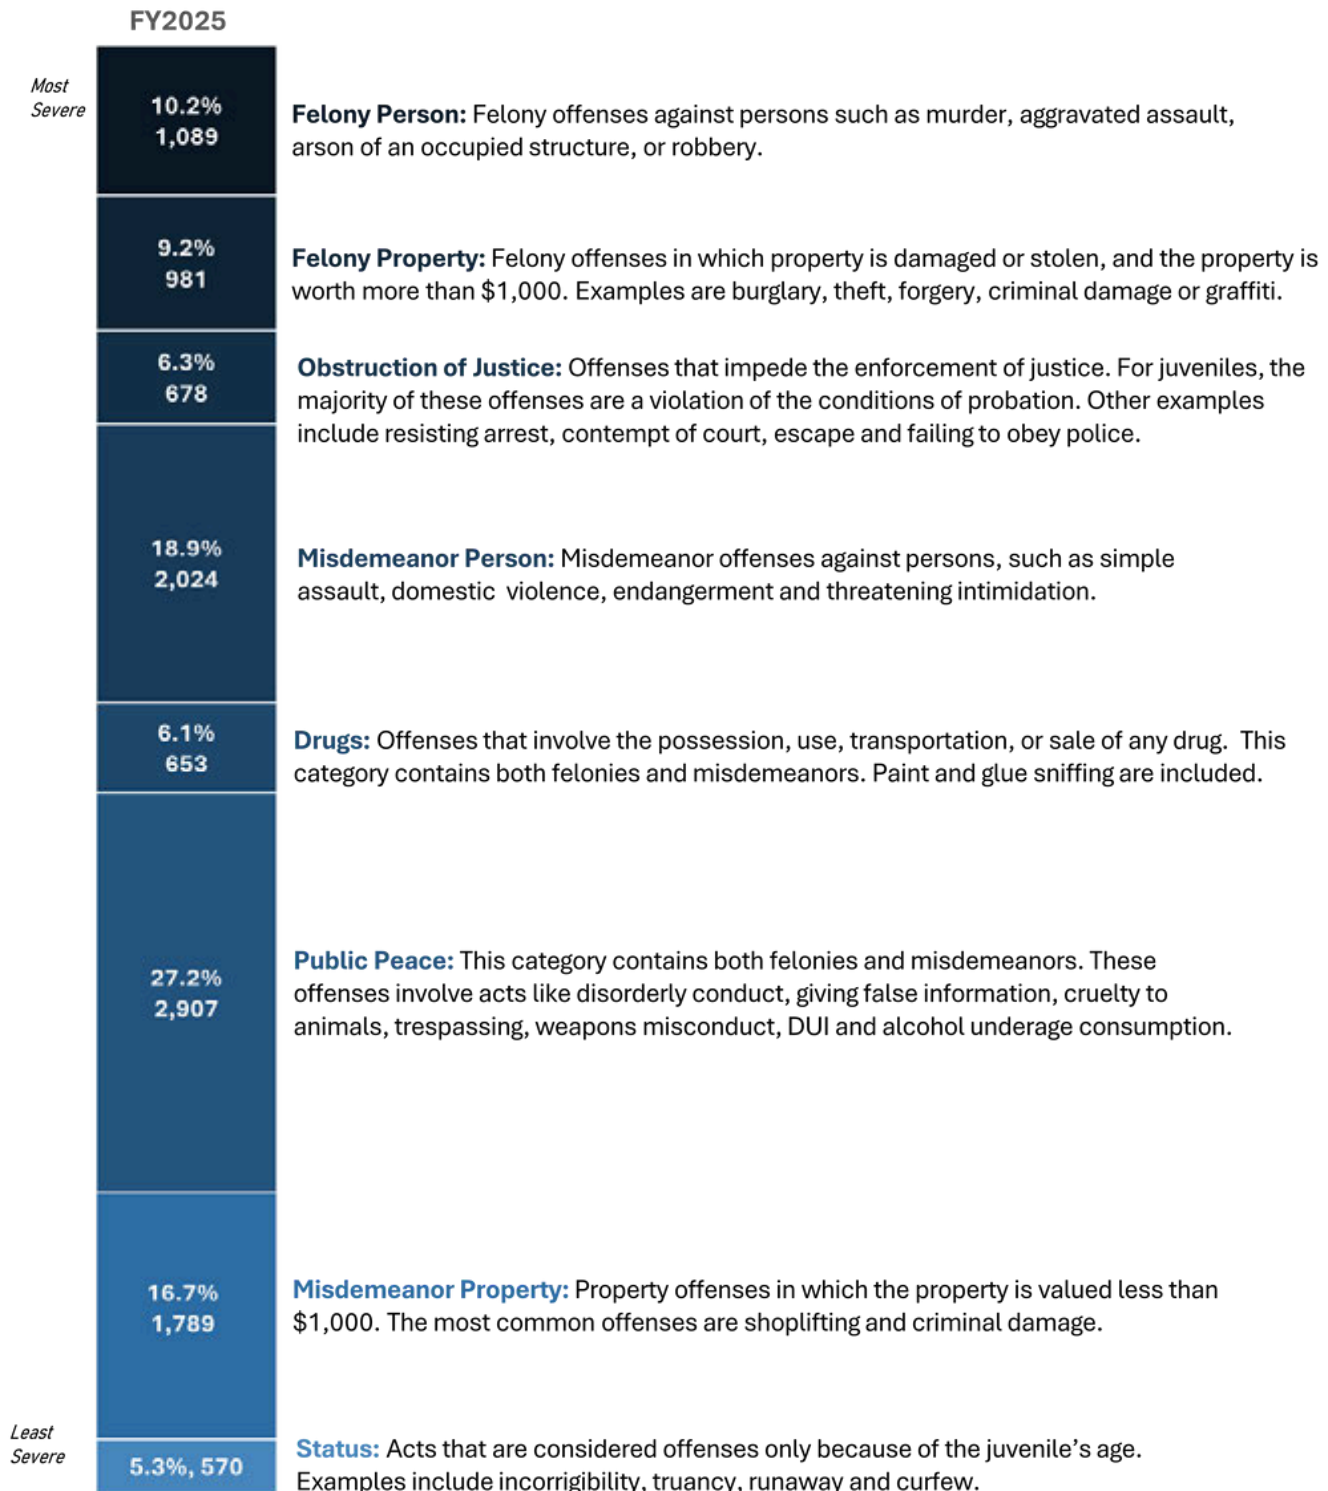 FY2025
Most
Severe
10.2%
1,089
Felony Person: Felony offenses against persons such as murder, aggravated assault,
arson of an occupied structure, or robbery.
9.2%
981
Felony Property: Felony offenses in which property is damaged or stolen, and the property is
worth more than $1,000. Examples are burglary, theft, forgery, criminal damage or graffiti.
6.3%
678
Obstruction of Justice: Offenses that impede the enforcement of justice. For juveniles, the
majority of these offenses are a violation of the conditions of probation. Other examples
include resisting arrest, contempt of court, escape and failing to obey police.
18.9%
2,024
Misdemeanor Person: Misdemeanor offenses against persons, such as simple
assault, domestic  violence, endangerment and threatening intimidation.
6.1%
653
Drugs: Offenses that involve the possession, use, transportation, or sale of any drug.  This
category contains both felonies and misdemeanors. Paint and glue sniffing are included.
27.2%
2,907
Public Peace: This category contains both felonies and misdemeanors. These
offenses involve acts like disorderly conduct, giving false information, cruelty to
animals, trespassing, weapons misconduct, DUI and alcohol underage consumption.
16.7%
1,789
Misdemeanor Property: Property offenses in which the property is valued less than
$1,000. The most common offenses are shoplifting and criminal damage.
Least
Severe
5.3%, 570
Status: Acts that are considered offenses only because of the juvenile’s age.
Examples include incorrigibility, truancy, runaway and curfew.